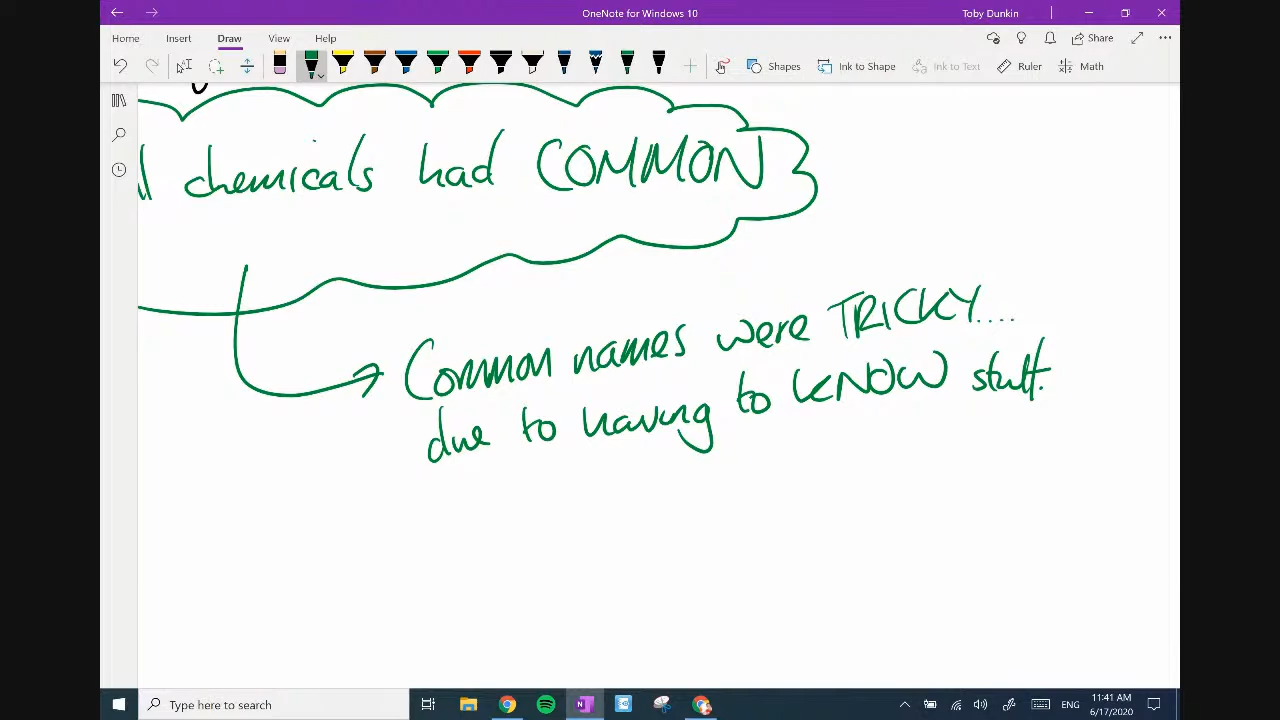 OneNote for Windows 10
Toby Dunkin
Home Insert Draw View Help
Share
Shapes
Ink to Shape
Ink to Text
Ruler
Math
chemicals had COMMON
Common names were TRICKY....
due to having to KNOW stuff.
Type here to search
ENG
11:41 AM
6/17/2020